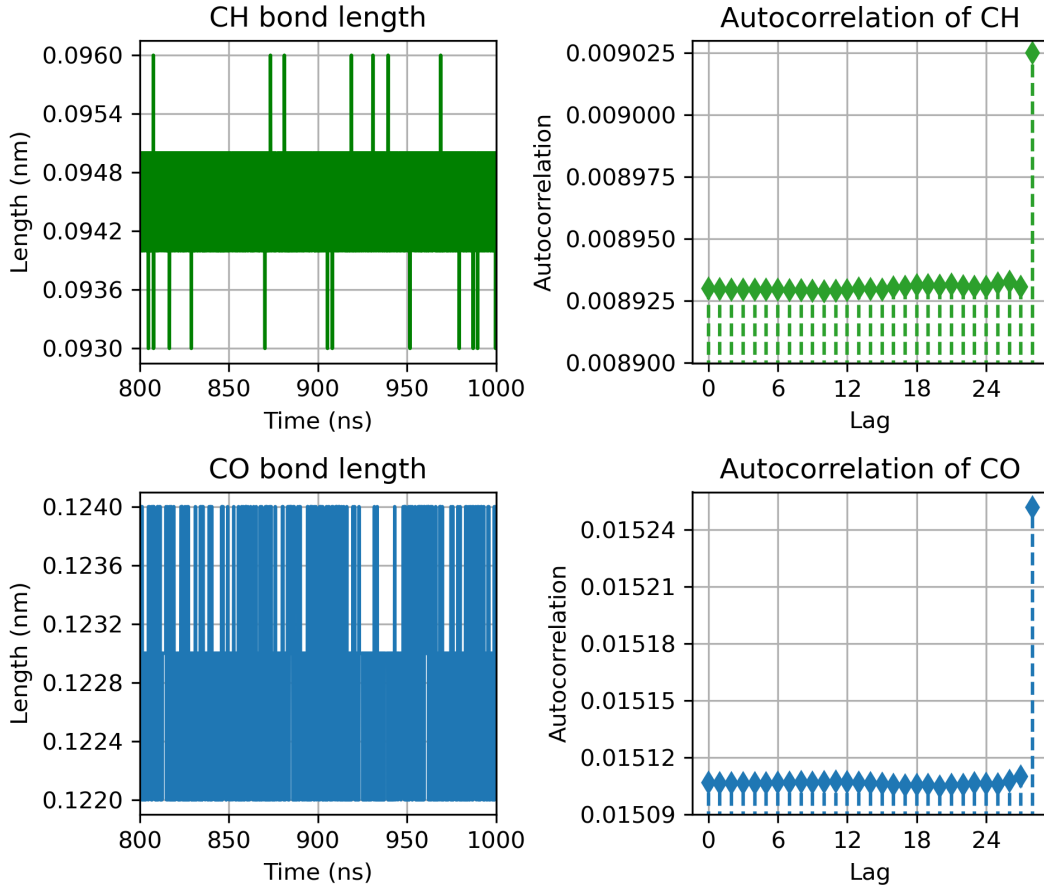 CH bond length
0.0960
0.0954
0.0948
0.0942
0.0936
0.0930
Length (nm)
800 850 900 950 1000
Time (ns)
Autocorrelation of CH
0.009025
0.009000
0.008975
0.008950
0.008925
0.008900
Autocorrelation
0 6 12 18 24
Lag
CO bond length
0.1240
0.1236
0.1232
0.1228
0.1224
0.1220
Length (nm)
800 850 900 950 1000
Time (ns)
Autocorrelation of CO
0.01524
0.01521
0.01518
0.01515
0.01512
0.01509
Autocorrelation
0 6 12 18 24
Lag